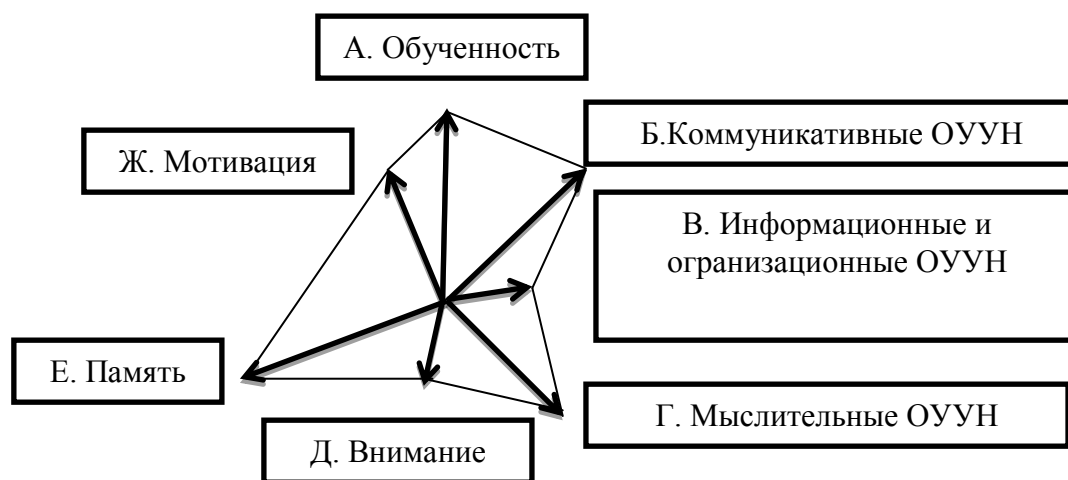 А. Обученность
Б.Коммуникативные ОУУН
Ж. Мотивация
В. Информационные и
огранизационные ОУУН
Е. Память
Г. Мыслительные ОУУН
Д. Внимание